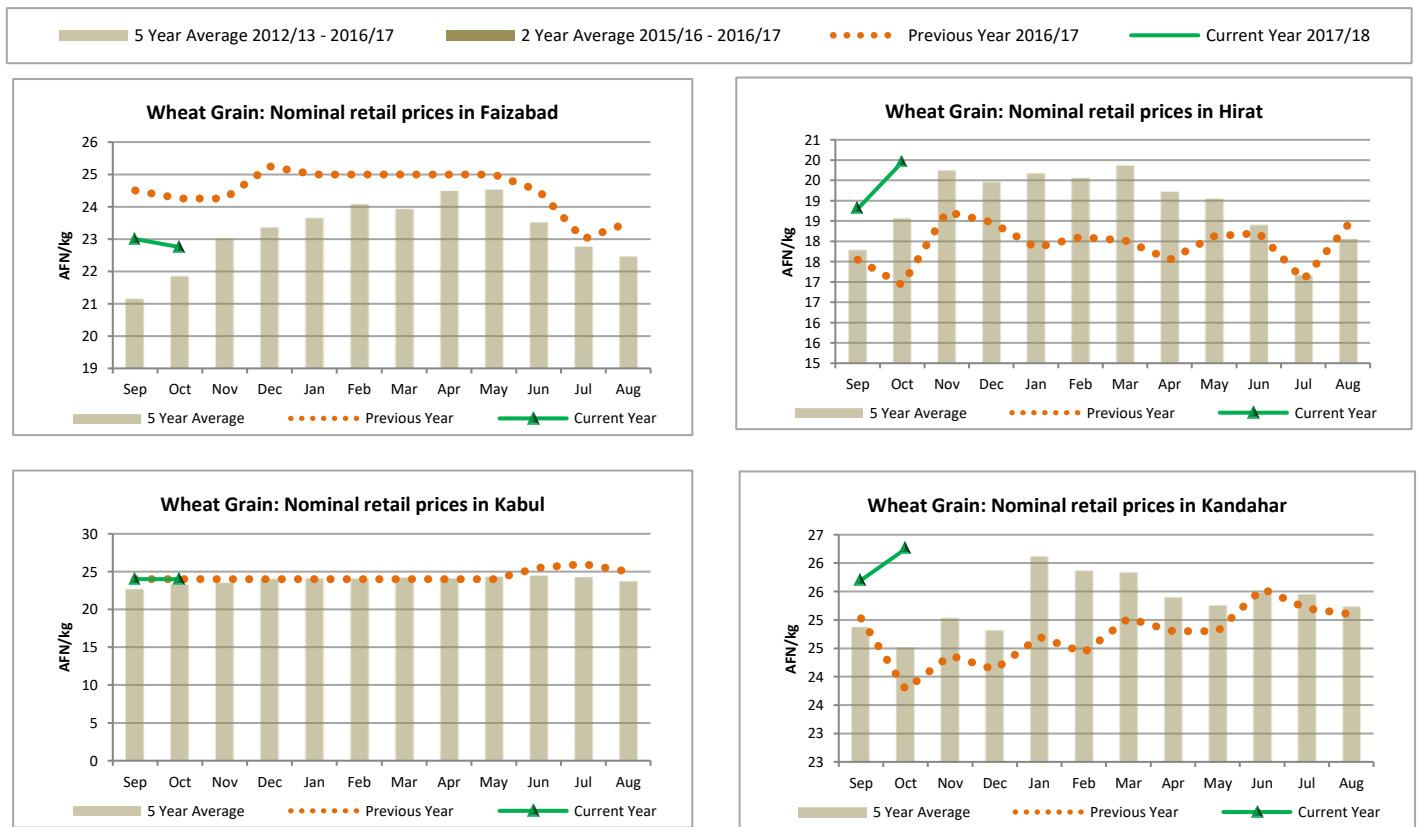 5 Year Average 2012/13 - 2016/17 2 Year Average 2015/16 - 2016/17 Previous Year 2016/17 Current Year 2017/18
Wheat Grain: Nominal retail prices in Faizabad
AFN/kg
26
25
24
23
22
21
20
19
Sep Oct Nov Dec Jan Feb Mar Apr May Jun Jul Aug
5 Year Average Previous Year Current Year
Wheat Grain: Nominal retail prices in Hirat
AFN/kg
21
20
20
19
19
18
18
17
17
16
16
15
Sep Oct Nov Dec Jan Feb Mar Apr May Jun Jul Aug
5 Year Average Previous Year Current Year
Wheat Grain: Nominal retail prices in Kabul
AFN/kg
30
25
20
15
10
5
0
Sep Oct Nov Dec Jan Feb Mar Apr May Jun Jul Aug
5 Year Average Previous Year Current Year
Wheat Grain: Nominal retail prices in Kandahar
AFN/kg
27
26
26
25
25
24
24
23
23
Sep Oct Nov Dec Jan Feb Mar Apr May Jun Jul Aug
5 Year Average Previous Year Current Year